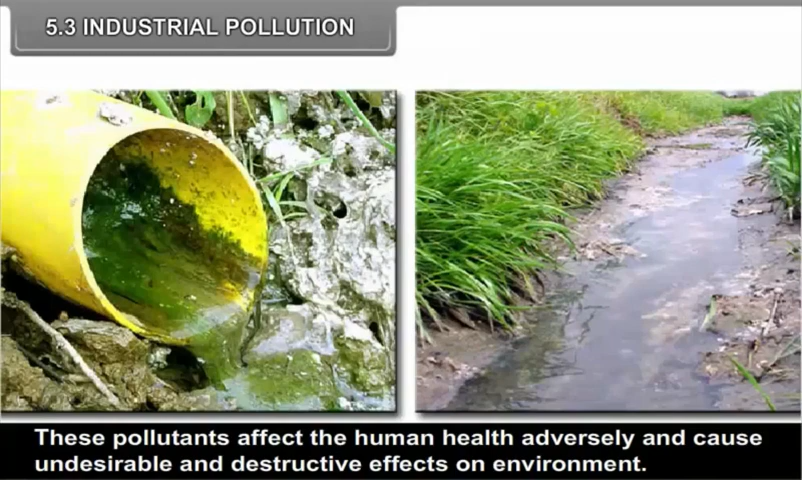 5.3 INDUSTRIAL POLLUTION
These pollutants affect the human health adversely and cause
undesirable and destructive effects on environment.